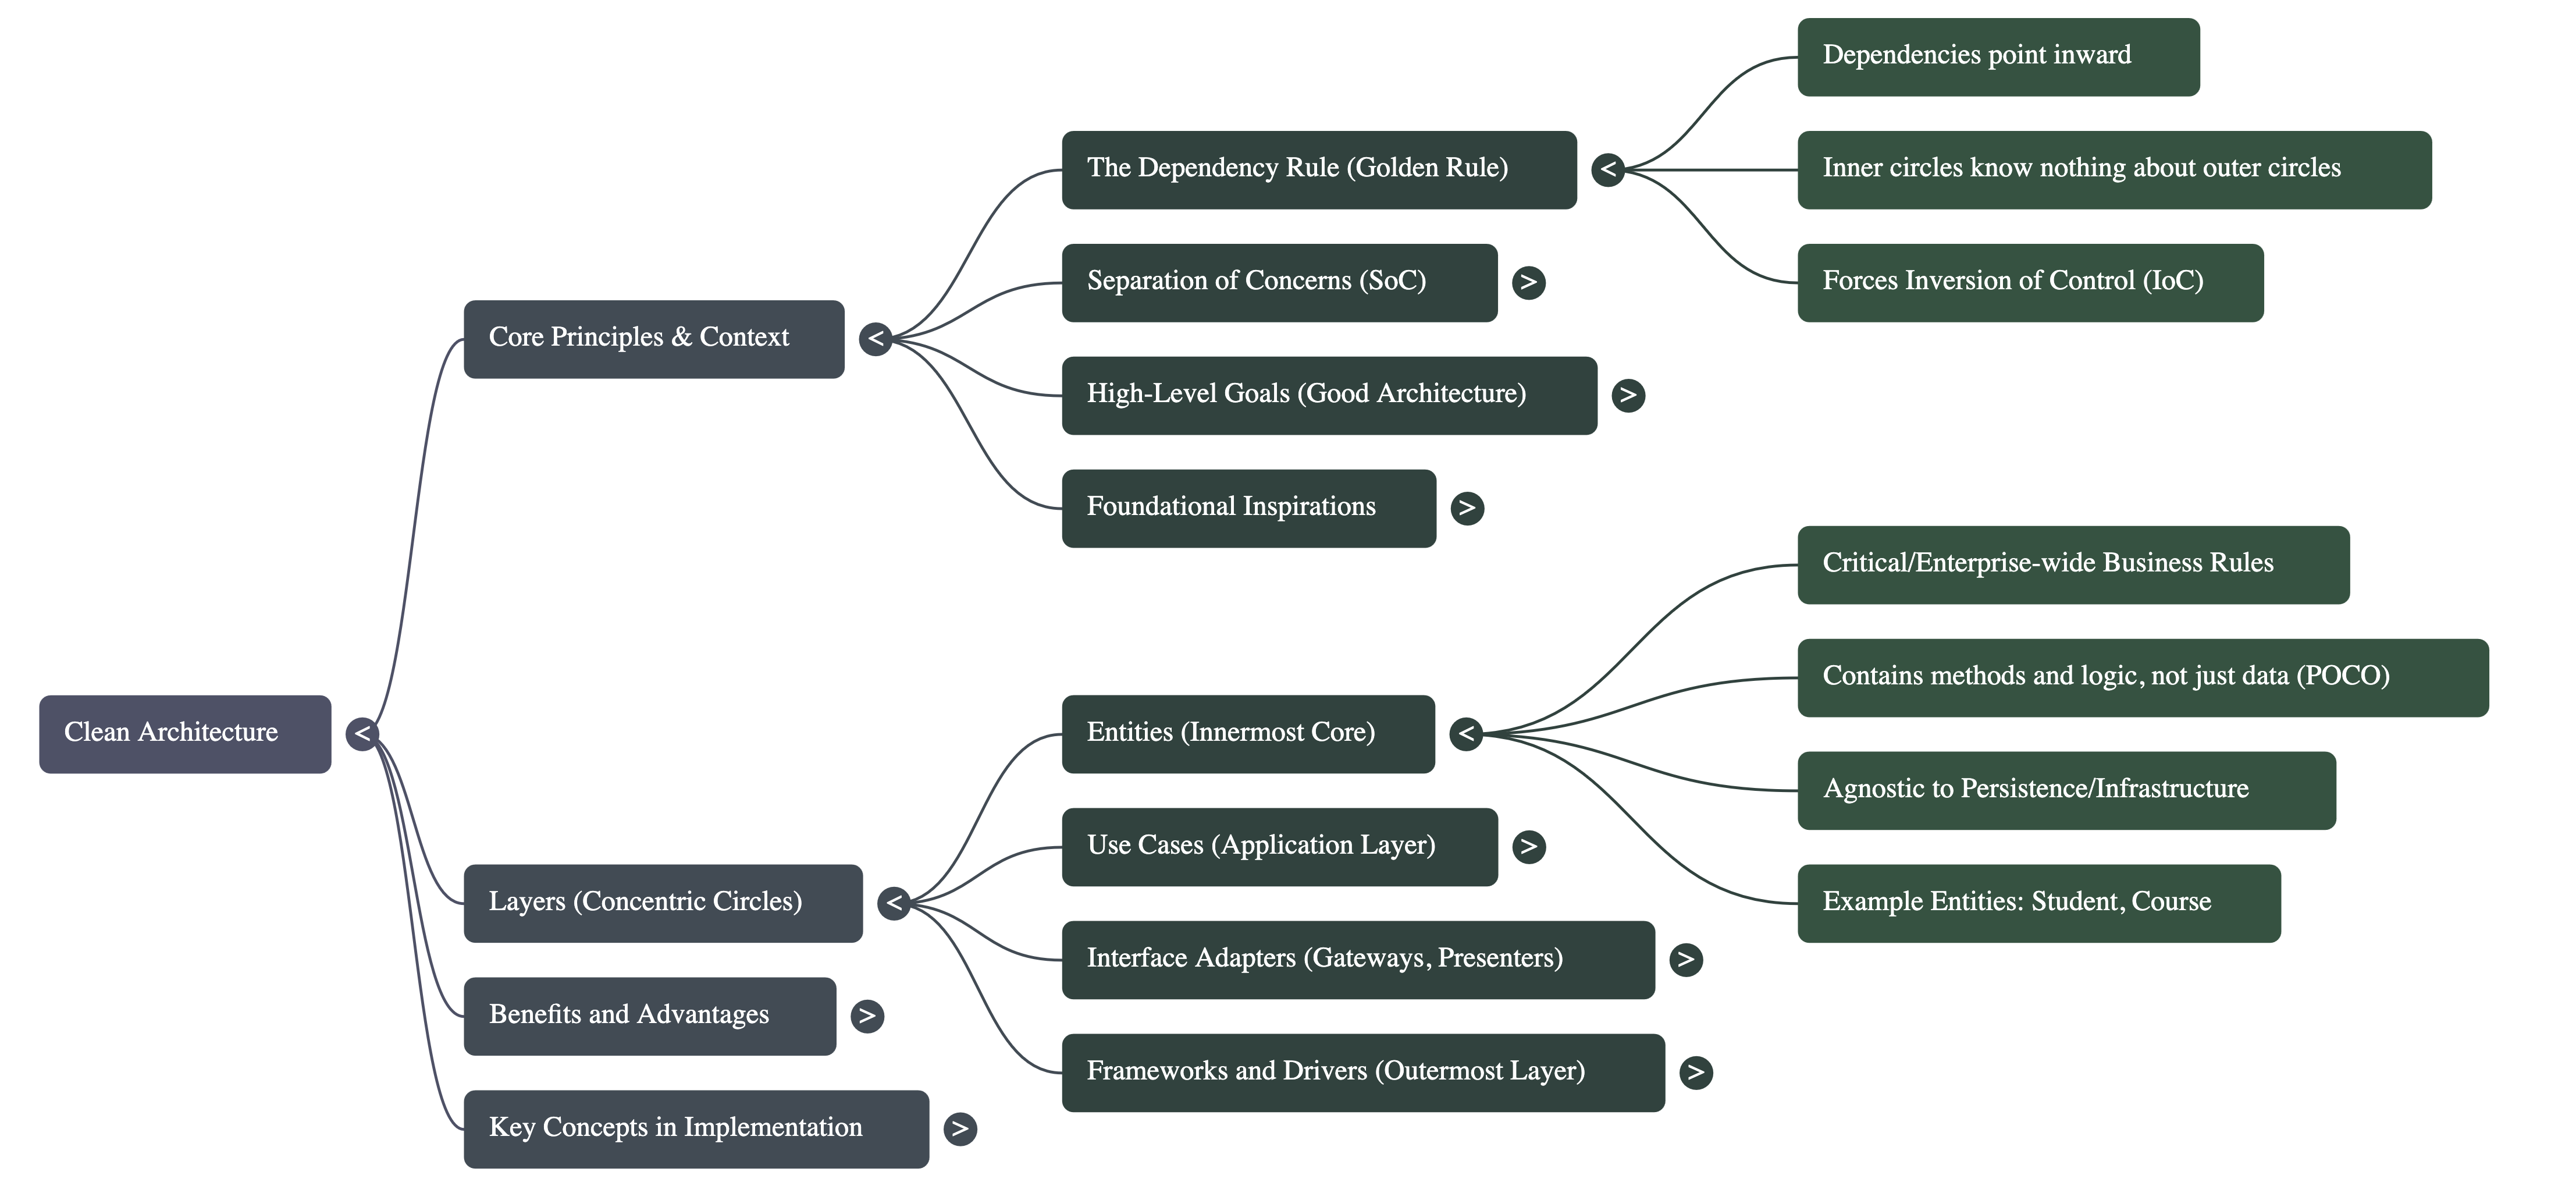 Clean Architecture
<
Core Principles & Context
<
The Dependency Rule (Golden Rule)
<
Dependencies point inward
Inner circles know nothing about outer circles
Forces Inversion of Control (IoC)
Separation of Concerns (SoC)
>
High-Level Goals (Good Architecture)
>
Foundational Inspirations
>
Layers (Concentric Circles)
<
Entities (Innermost Core)
<
Critical/Enterprise-wide Business Rules
Contains methods and logic, not just data (POCO)
Agnostic to Persistence/Infrastructure
Example Entities: Student, Course
Use Cases (Application Layer)
>
Interface Adapters (Gateways, Presenters)
>
Frameworks and Drivers (Outermost Layer)
>
Benefits and Advantages
>
Key Concepts in Implementation
>